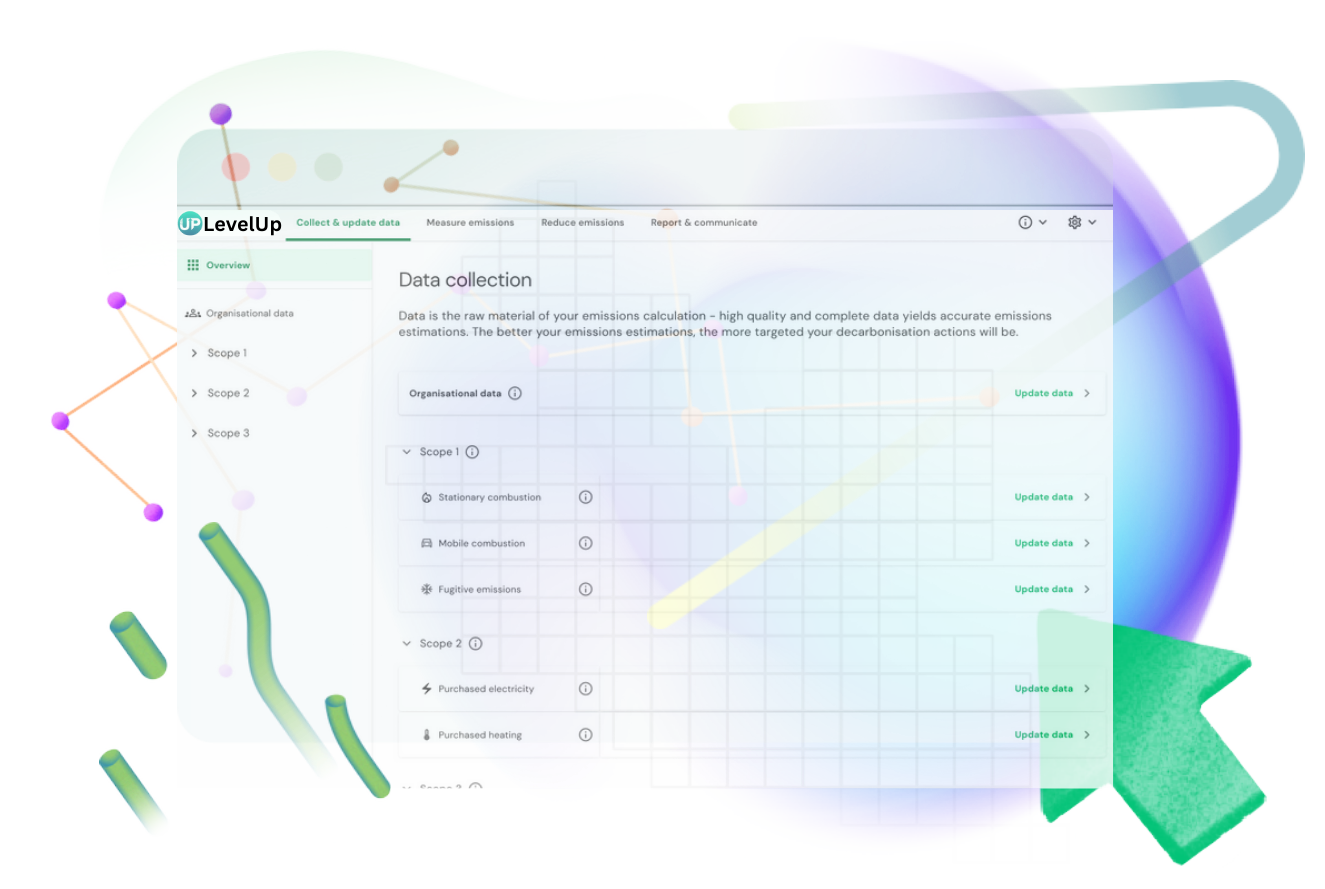 UP LevelUp Collect & update data Measure emissions Reduce emissions Report & communicate
Overview
Organisational data
Scope 1
Scope 2
Scope 3
Data collection
Data is the raw material of your emissions calculation - high quality and complete data yields accurate emissions
estimations. The better your emissions estimations, the more targeted your decarbonisation actions will be.
Organisational data Update data
Scope 1
Stationary combustion Update data
Mobile combustion Update data
Fugitive emissions Update data
Scope 2
Purchased electricity Update data
Purchased heating Update data